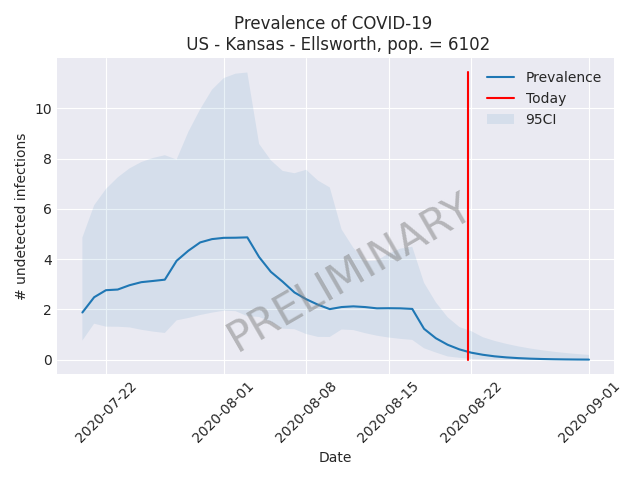 Prevalence of COVID-19
US - Kansas - Ellsworth, pop. = 6102
Prevalence
Today
95CI
# undetected infections
10
8
6
4
2
0
PRELIMINARY
2020-07-22
2020-08-01
2020-08-08
2020-08-15
2020-08-22
2020-09-01
Date